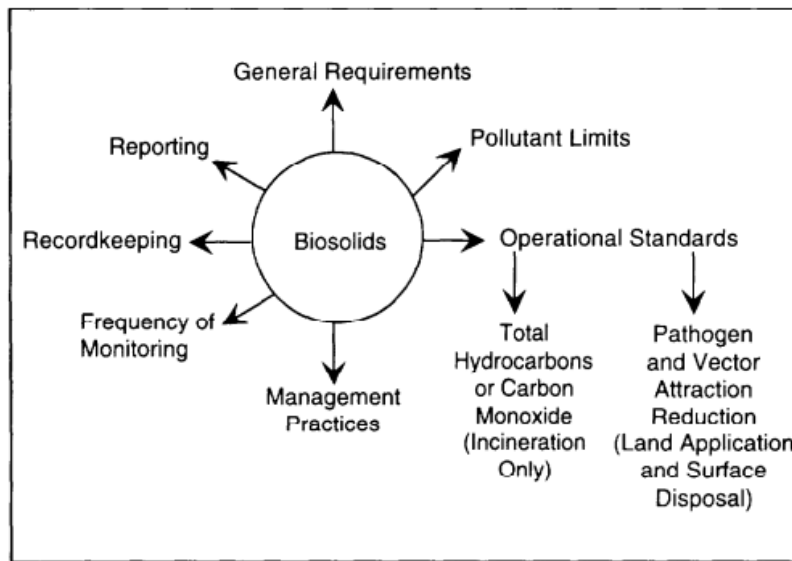 General Requirements
Reporting
Pollutant Limits
Recordkeeping
Biosolids
Operational Standards
Frequency of
Monitoring
Management
Practices
Total
Hydrocarbons
or Carbon
Monoxide
(Incineration
Only)
Pathogen
and Vector
Attraction
Reduction
(Land Application
and Surface
Disposal)